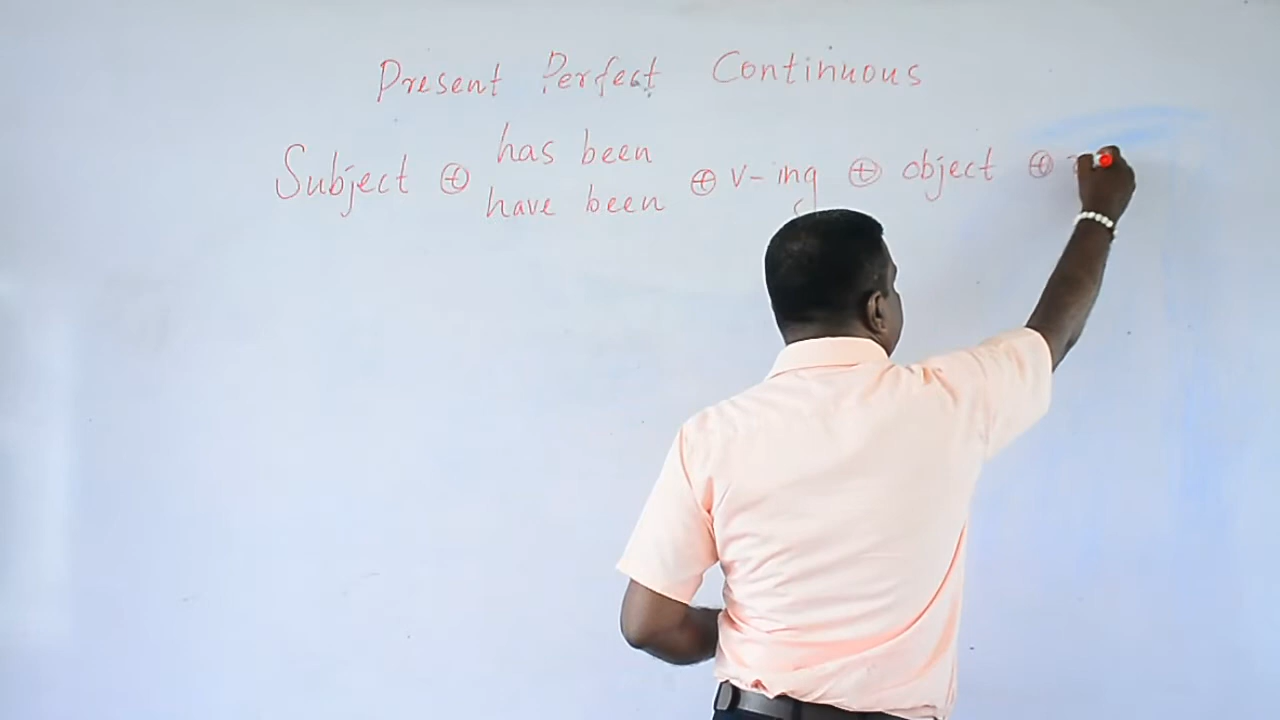 Present Perfect Continuous
has been
Subject ⊕ ⊕ v-ing ⊕ object ⊕
have been